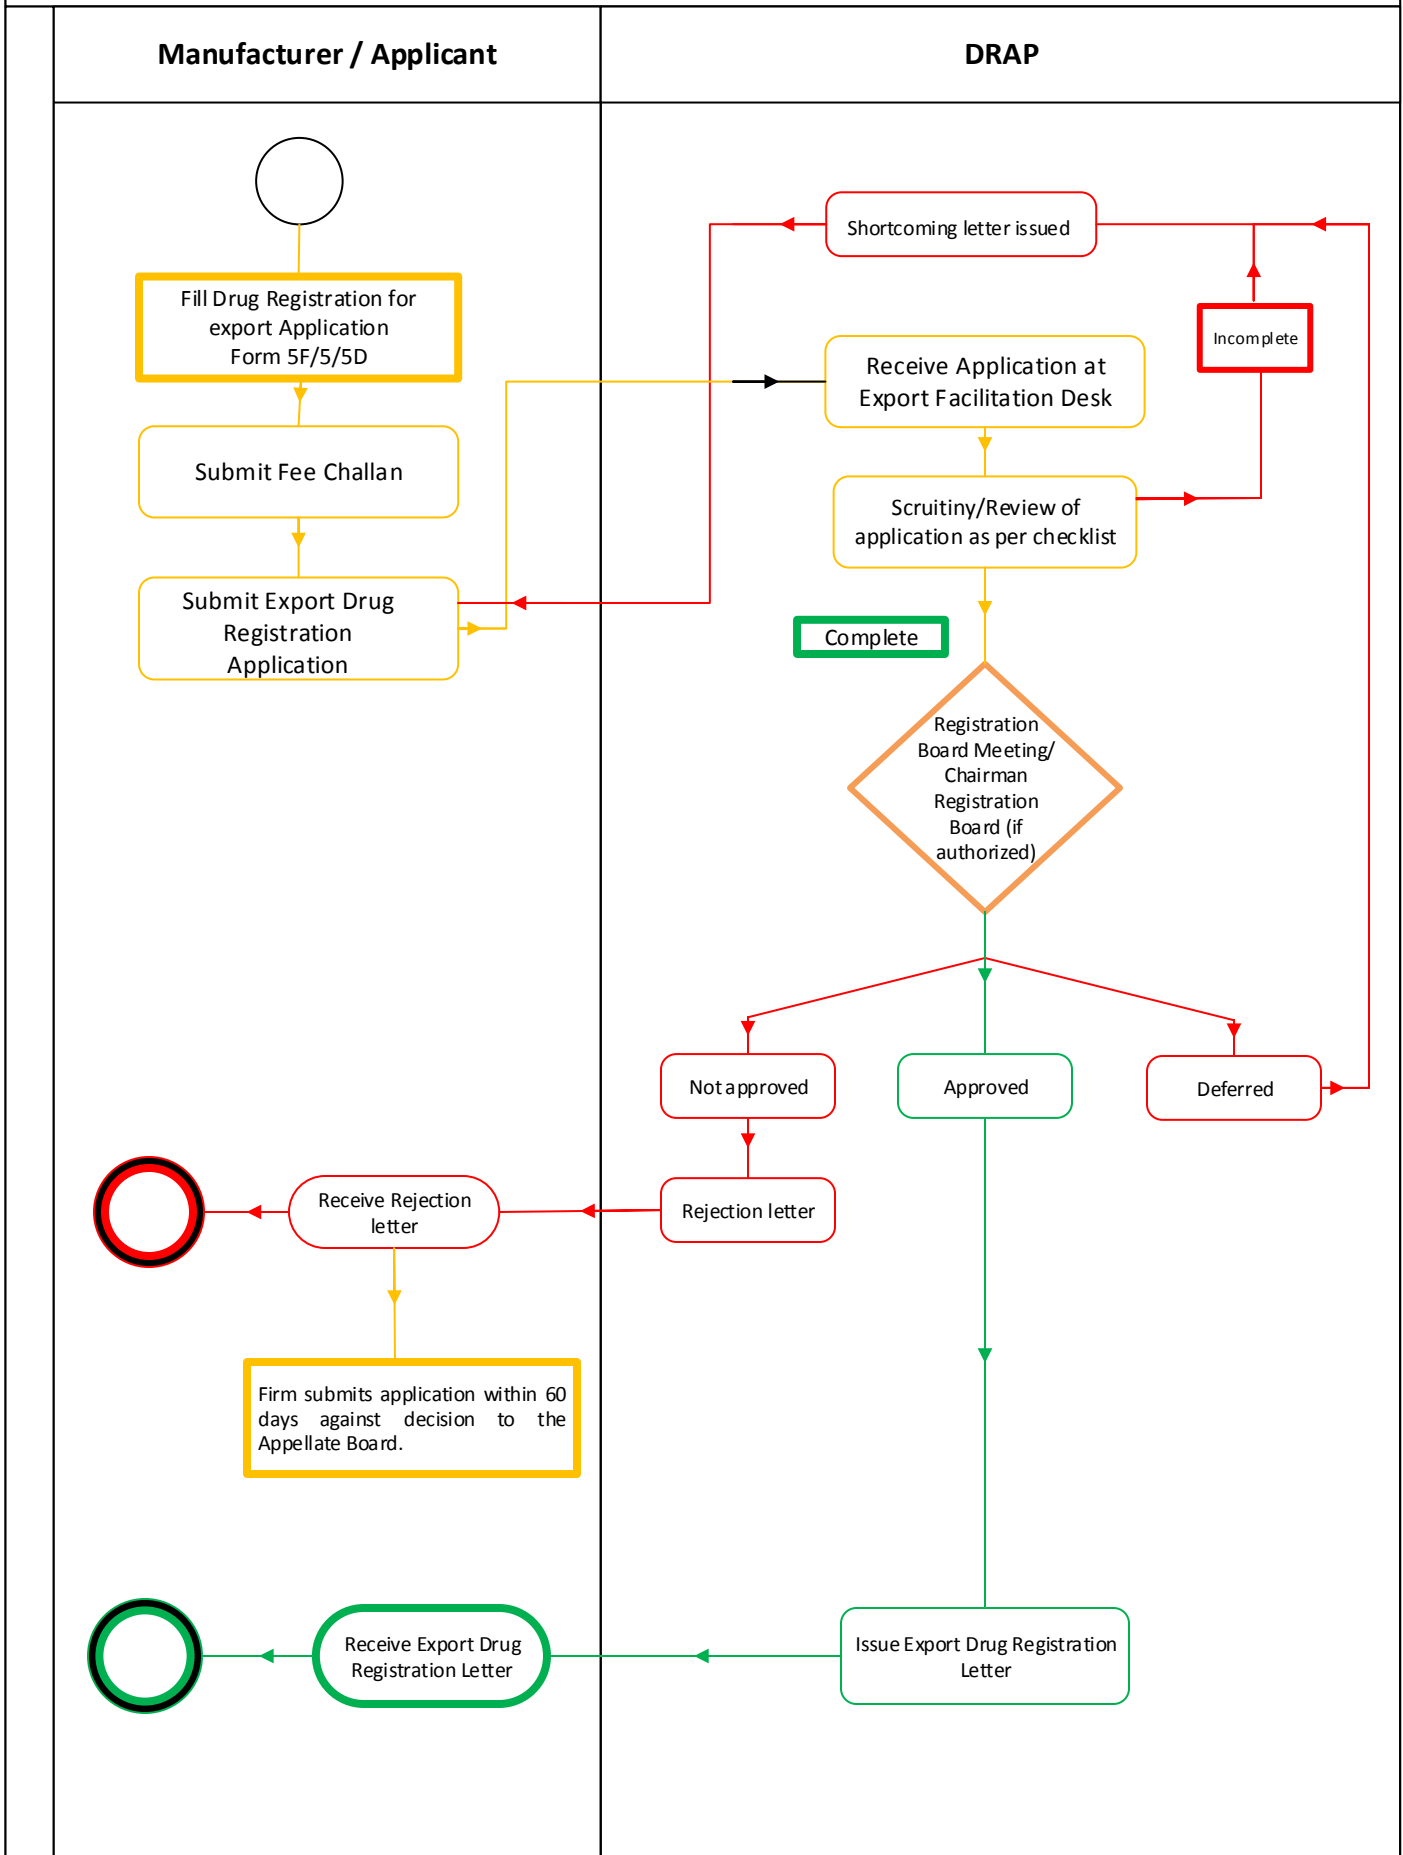 Manufacturer / Applicant
DRAP
Fill Drug Registration for
export Application
Form 5F/5/5D
Submit Fee Challan
Submit Export Drug
Registration
Application
Shortcoming letter issued
Incomplete
Receive Application at
Export Facilitation Desk
Scruitiny/Review of
application as per checklist
Complete
Registration
Board Meeting/
Chairman
Registration
Board (if
authorized)
Not approved
Approved
Deferred
Receive Rejection
letter
Rejection letter
Firm submits application within 60
days against decision to the
Appellate Board.
Receive Export Drug
Registration Letter
Issue Export Drug Registration
Letter